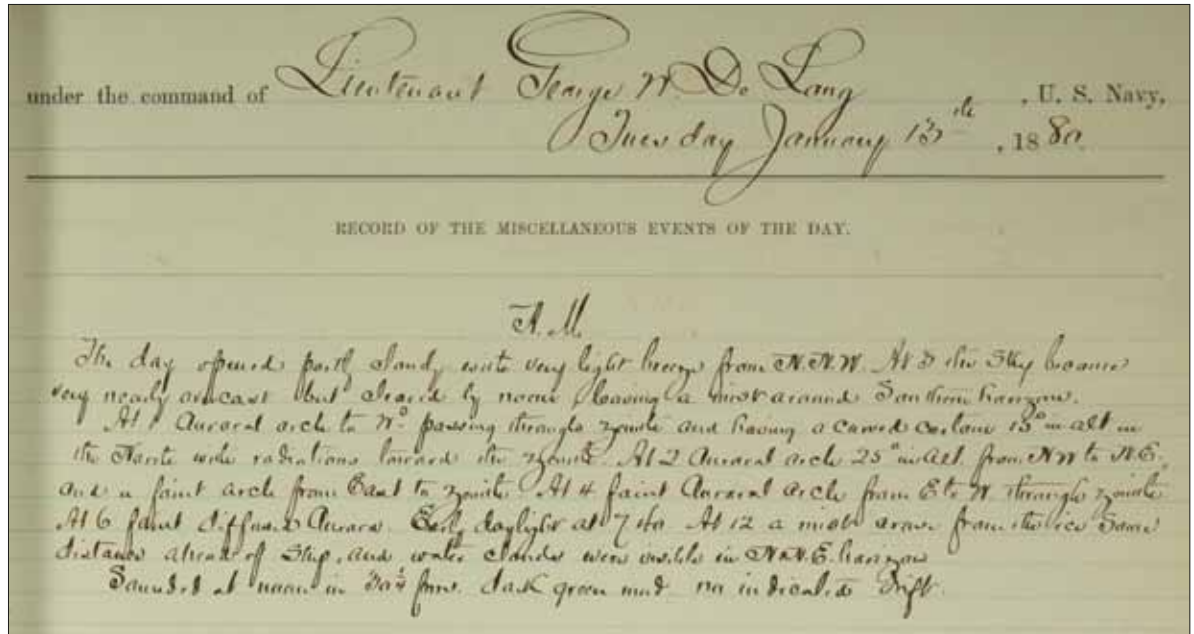 under the command of Lieutenant George W. De Long , U. S. Navy,
Tuesday January 13th , 1880.
RECORD OF THE MISCELLANEOUS EVENTS OF THE DAY.
A. M.
The day opened partly cloudy with very light breeze from N.N.W. At 3 the sky became
very nearly overcast but cleared by noon leaving a mist around Southern horizon.
At 1 Auroral arch to passing through zenith and having a curved curtain 15° in alt in
the North with radiations toward the zenith. At 2 Auroral arch 25° in alt. from NW to N.E.
and a faint arch from East to zenith. At 4 faint Auroral arch from E to W through zenith
At 6 faint diffused Aurora. Early daylight at 7 At 12 a mist arose from the ice some
distance ahead of Ship, and water clouds were visible in N.N.E. horizon
Sounded at noon in fms. dark green mud no indicated drift.